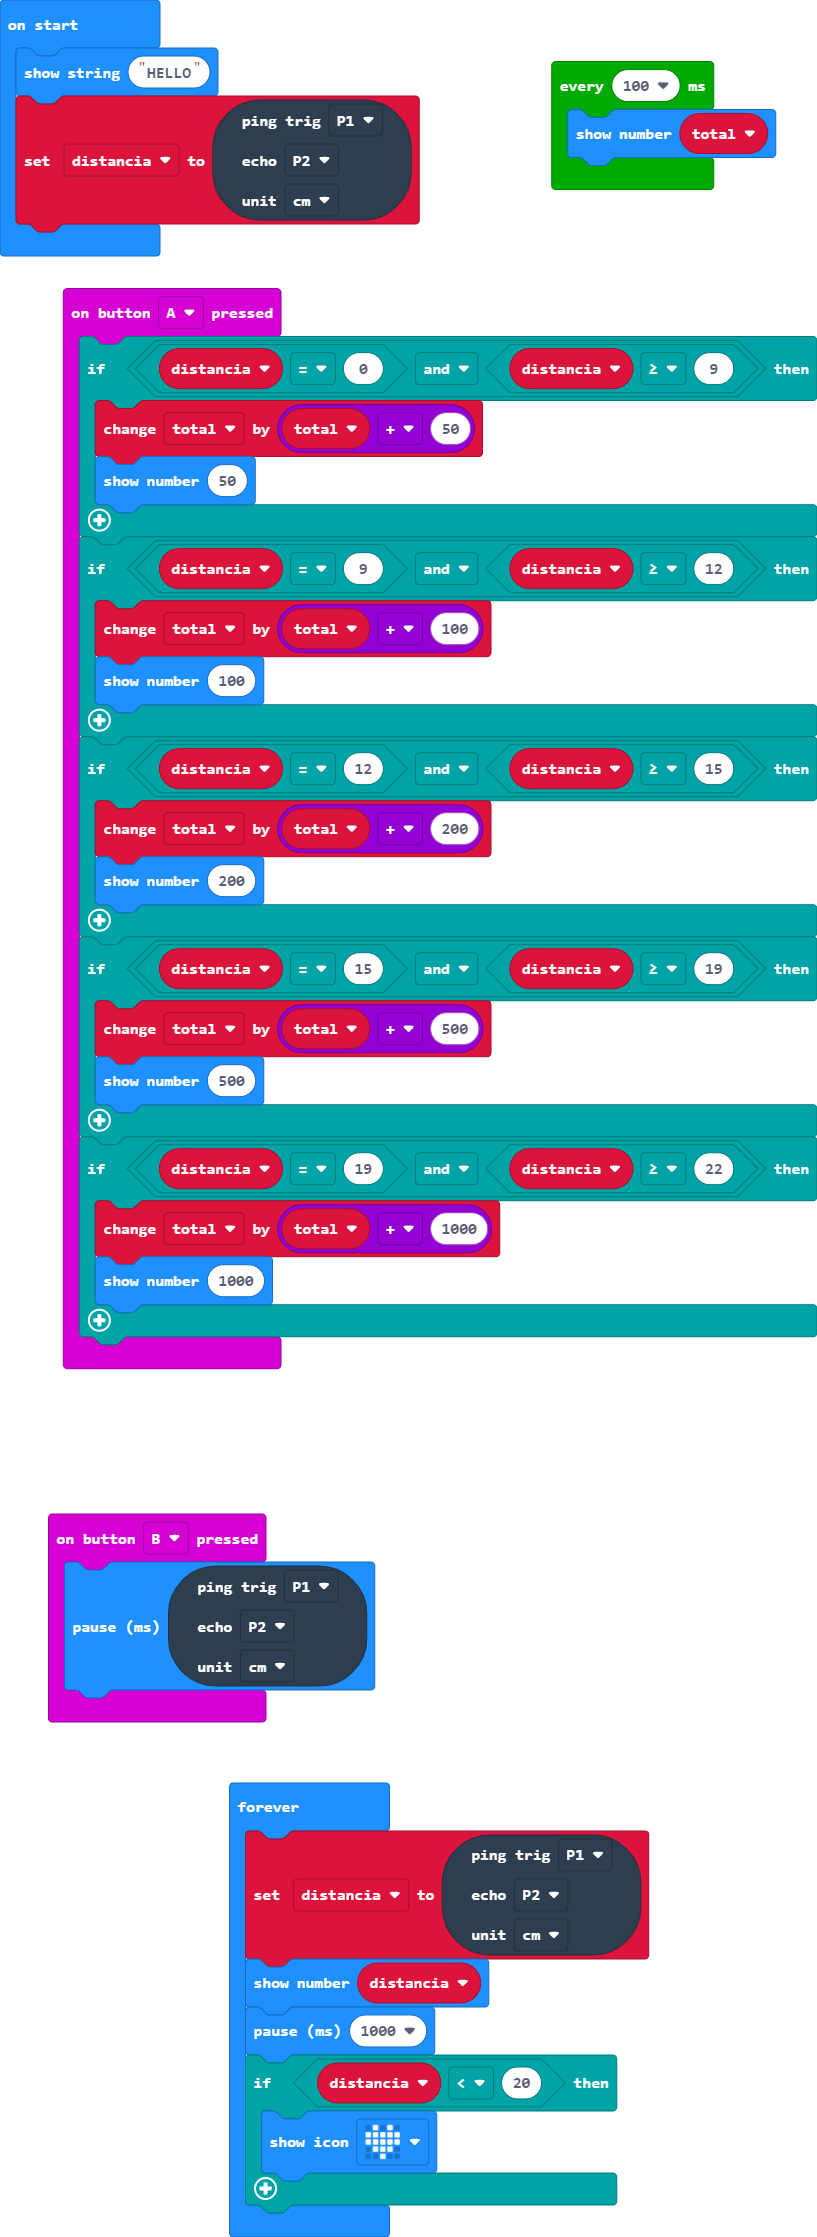 on start
show string "HELLO"
set distancia to ping trig P1
echo P2
unit cm
every 100 ms
show number total
on button A pressed
if distancia = 0 and distancia ≥ 9 then
change total by total + 50
show number 50
if distancia = 9 and distancia ≥ 12 then
change total by total + 100
show number 100
if distancia = 12 and distancia ≥ 15 then
change total by total + 200
show number 200
if distancia = 15 and distancia ≥ 19 then
change total by total + 500
show number 500
if distancia = 19 and distancia ≥ 22 then
change total by total + 1000
show number 1000
on button B pressed
pause (ms) ping trig P1
echo P2
unit cm
forever
set distancia to ping trig P1
echo P2
unit cm
show number distancia
pause (ms) 1000
if distancia < 20 then
show icon